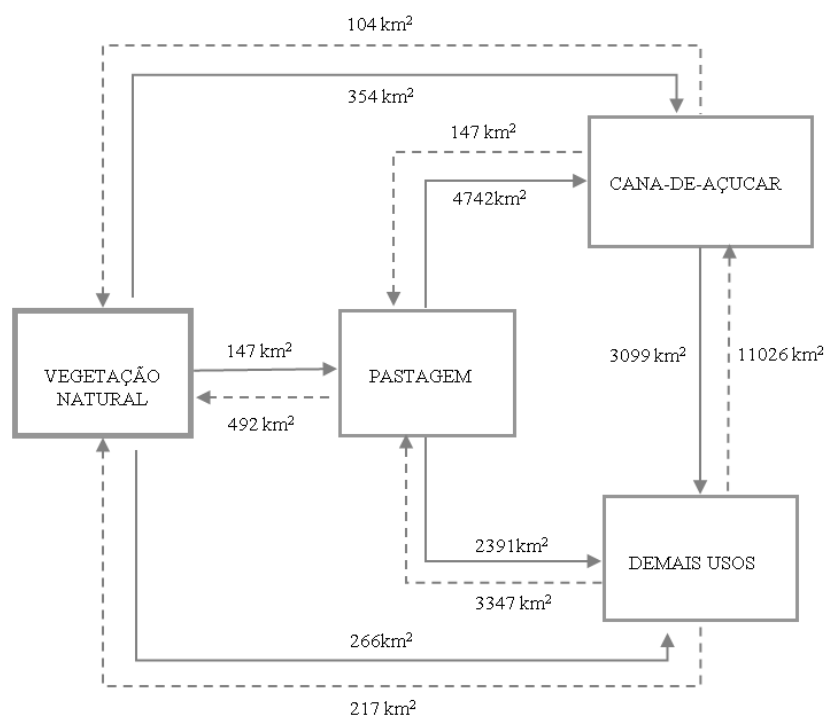 104 km²
354 km²
147 km²
CANA-DE-AÇUCAR
4742km²
147 km²
3099 km²
11026 km²
VEGETAÇÃO
NATURAL
PASTAGEM
492 km²
2391km²
DEMAIS USOS
3347 km²
266km²
217 km²